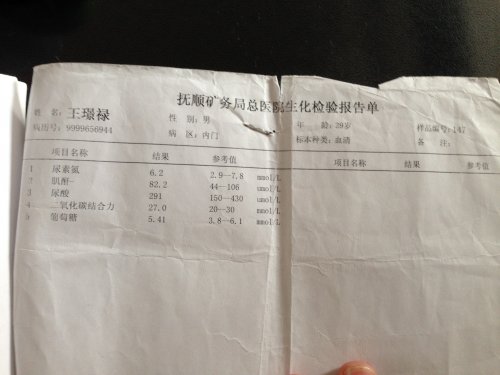 抚顺矿务局总医院生化检验报告单
姓 名: 王璟禄 性 别: 男 年 龄: 29岁 样品编号: 147
病历号: 9999656944 病 区: 内门 标本种类: 血清 备 注:
项目名称 结果 参考值 项目名称 结果 参考值
1 尿素氮 6.2 2.9--7.8 mmol/L
2 肌酐- 82.2 44--106 umol/L
3 尿酸 291 150--430 umol/L
4 二氧化碳结合力 27.0 20--30 mmol/L
5 葡萄糖 5.41 3.8--6.1 mmol/L